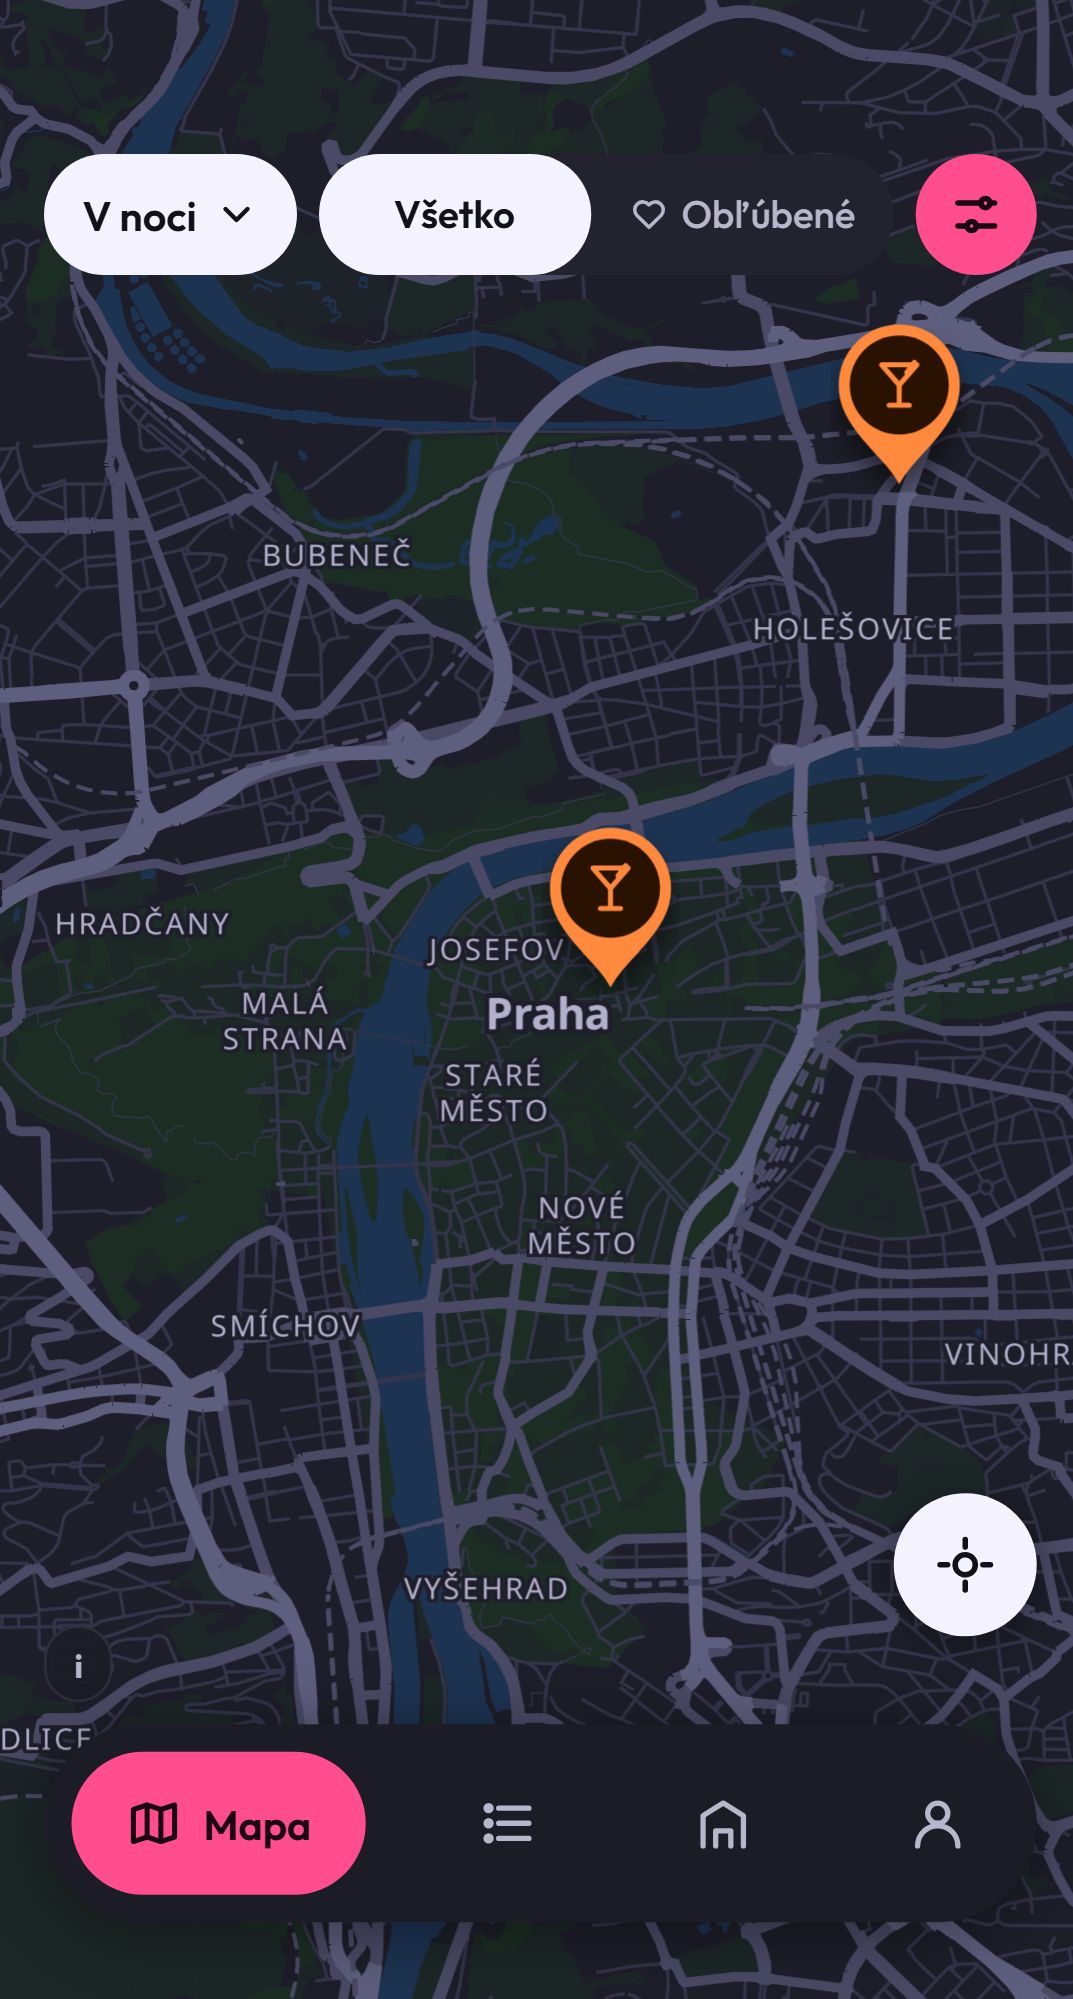 V noci
Všetko
Obľúbené
BUBENEČ
HOLEŠOVICE
HRADČANY
JOSEFOV
MALÁ
STRANA
Praha
STARÉ
MĚSTO
NOVÉ
MĚSTO
SMÍCHOV
VINOHR
VYŠEHRAD
i
DLICE
Mapa